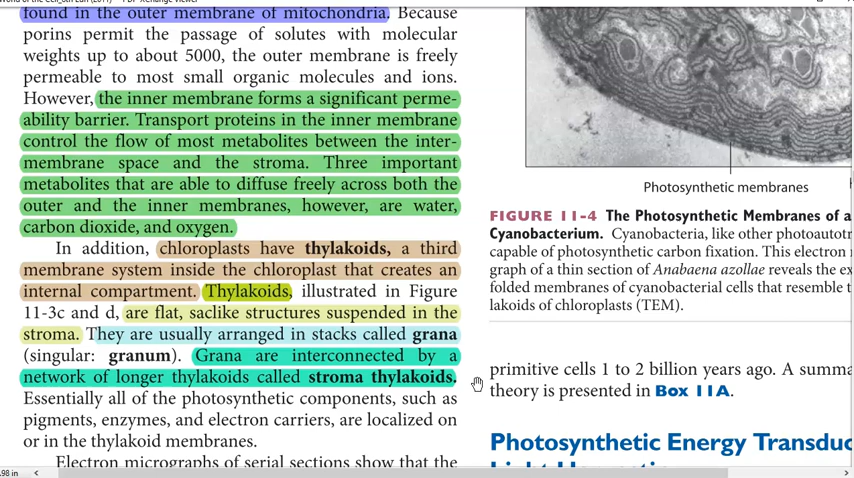 found in the outer membrane of mitochondria. Because
porins permit the passage of solutes with molecular
weights up to about 5000, the outer membrane is freely
permeable to most small organic molecules and ions.
However, the inner membrane forms a significant perme-
ability barrier. Transport proteins in the inner membrane
control the flow of most metabolites between the inter-
membrane space and the stroma. Three important
metabolites that are able to diffuse freely across both the
outer and the inner membranes, however, are water,
carbon dioxide, and oxygen.
In addition, chloroplasts have thylakoids, a third
membrane system inside the chloroplast that creates an
internal compartment. Thylakoids, illustrated in Figure
11-3c and d, are flat, saclike structures suspended in the
stroma. They are usually arranged in stacks called grana
(singular: granum). Grana are interconnected by a
network of longer thylakoids called stroma thylakoids.
Essentially all of the photosynthetic components, such as
pigments, enzymes, and electron carriers, are localized on
or in the thylakoid membranes.
Electron micrographs of serial sections show that the
Photosynthetic membranes
FIGURE 11-4 The Photosynthetic Membranes of a
Cyanobacterium. Cyanobacteria, like other photoautotr
capable of photosynthetic carbon fixation. This electron
graph of a thin section of Anabaena azollae reveals the ex
folded membranes of cyanobacterial cells that resemble t
lakoids of chloroplasts (TEM).
primitive cells 1 to 2 billion years ago. A summa
theory is presented in Box 11A.
Photosynthetic Energy Transduc
.98 in